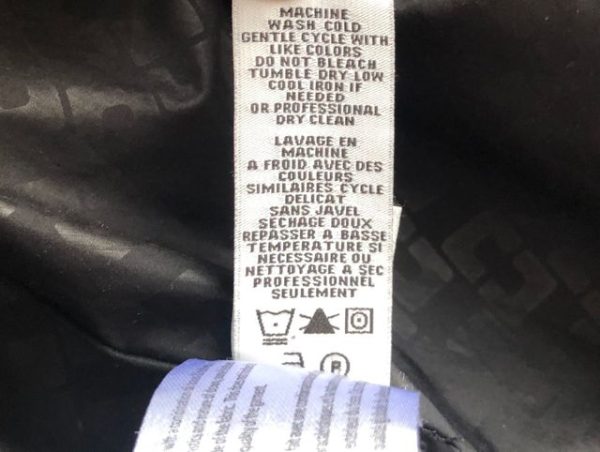 MACHINE
WASH COLD
GENTLE CYCLE WITH
LIKE COLORS
DO NOT BLEACH
TUMBLE DRY LOW
COOL IRON IF
NEEDED
OR PROFESSIONAL
DRY CLEAN
LAVAGE EN
MACHINE
A FROID AVEC DES
COULEURS
SIMILAIRES CYCLE
DELICAT
SANS JAVEL
SECHAGE DOUX
REPASSER A BASSE
TEMPERATURE SI
NECESSAIRE OU
NETTOYAGE A SEC
PROFESSIONNEL
SEULEMENT